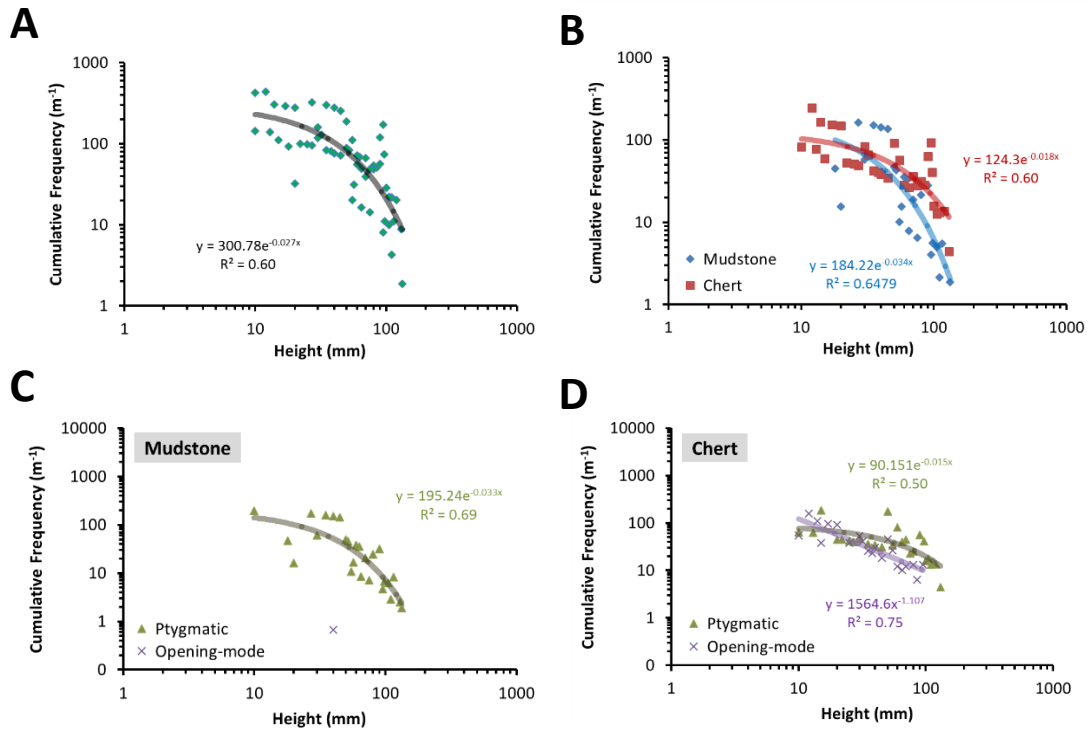 A
Cumulative Frequency (m-1)
1000
100
10
1
y = 300.78e-0.027x
R² = 0.60
1 10 100 1000
Height (mm)
B
Cumulative Frequency (m-1)
1000
100
10
1
y = 124.3e-0.018x
R² = 0.60
Mudstone
Chert
y = 184.22e-0.034x
R² = 0.6479
1 10 100 1000
Height (mm)
C
Cumulative Frequency (m-1)
10000
1000
100
10
1
0
Mudstone
y = 195.24e-0.033x
R² = 0.69
Ptygmatic
Opening-mode
1 10 100 1000
Height (mm)
D
Cumulative Frequency (m-1)
10000
1000
100
10
1
0
Chert
y = 90.151e-0.015x
R² = 0.50
y = 1564.6x-1.107
R² = 0.75
Ptygmatic
Opening-mode
1 10 100 1000
Height (mm)